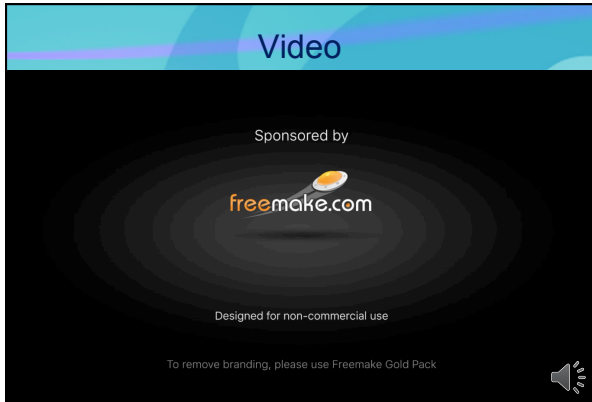 Video
Sponsored by
freemake.com
Designed for non-commercial use
To remove branding, please use Freemake Gold Pack